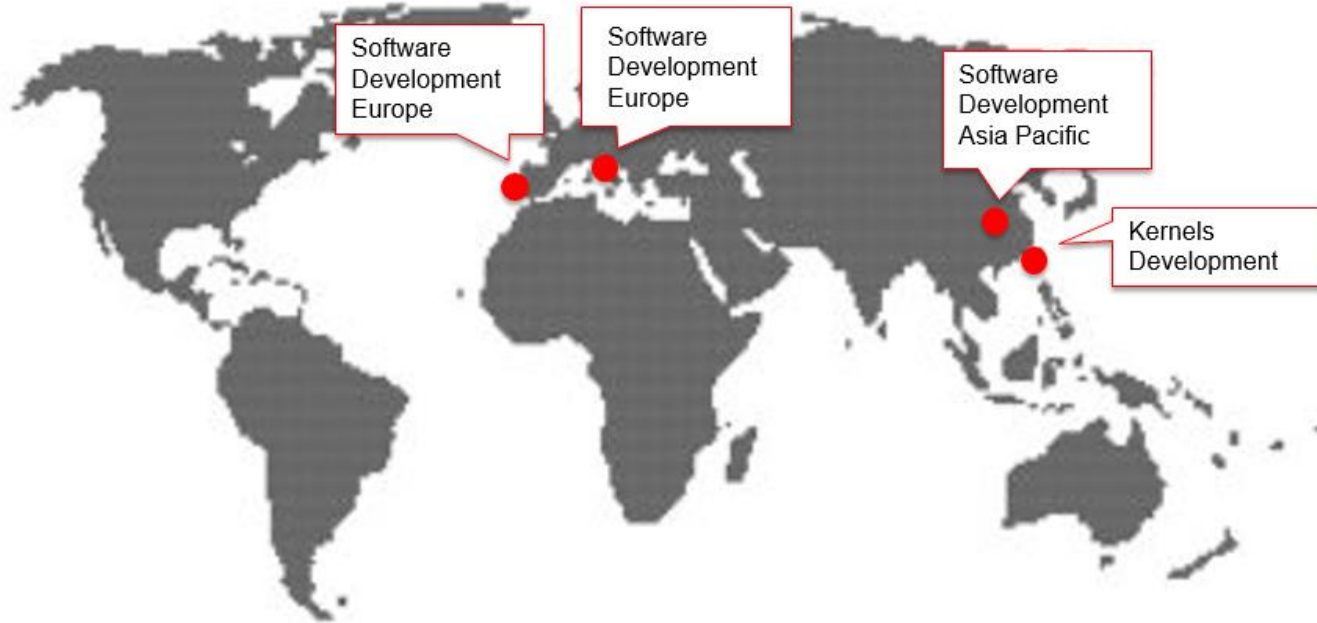 Software
Development
Europe
Software
Development
Europe
Software
Development
Asia Pacific
Kernels
Development